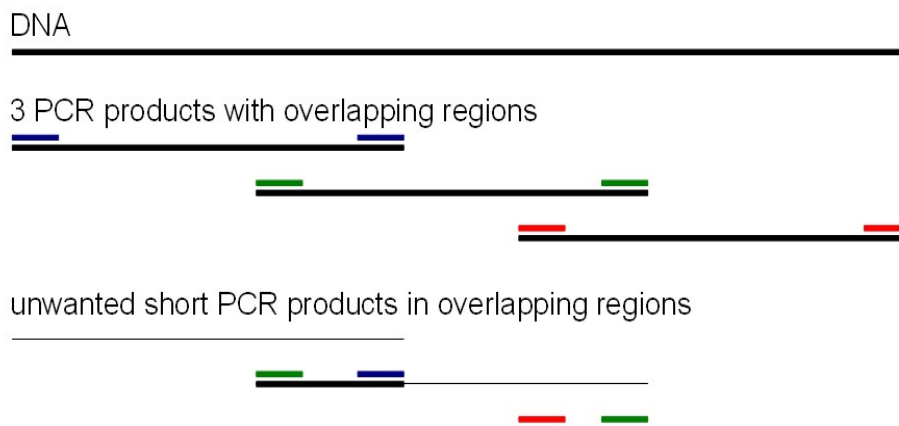 DNA
3 PCR products with overlapping regions
unwanted short PCR products in overlapping regions